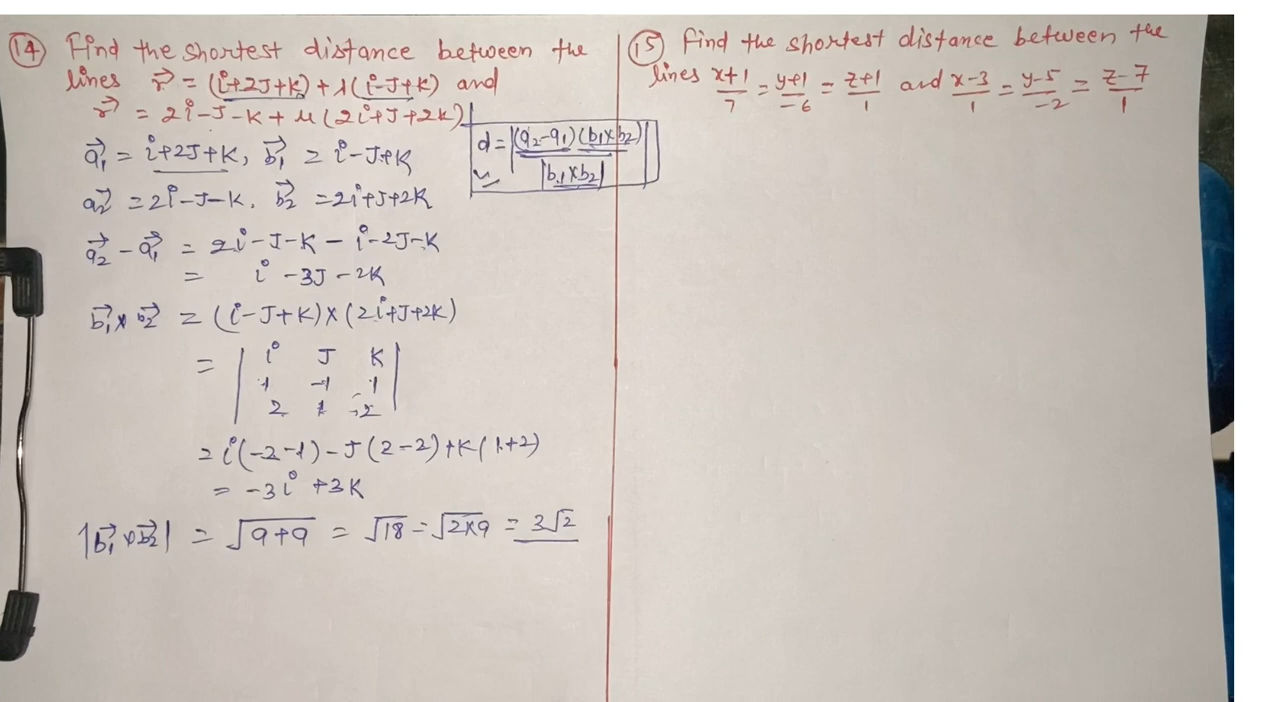 14 Find the shortest distance between the
lines r⃗ = (i+2J+K)+λ(i-J+K) and
r⃗ = 2i-J-K+μ(2i+J+2K)
a₁⃗ = i+2J+K, b₁⃗ = i-J+K
a₂⃗ = 2i-J-K, b₂⃗ = 2i+J+2K
d = |(a₂-a₁)(b₁×b₂)|
|b₁×b₂|
a₂⃗ - a₁⃗ = 2i-J-K-i-2J-K
= i-3J-2K
b₁⃗×b₂⃗ = (i-J+K)×(2i+J+2K)
= | i J K |
1 -1 1
2 1 2
= i(-2-1)-J(2-2)+K(1+2)
= -3i+3K
|b₁⃗×b₂⃗| = √9+9 = √18 = √2×9 = 3√2
15 Find the shortest distance between the
lines x+1/7 = y+1/-6 = z+1/1 and x-3/1 = y-5/-2 = z-7/1